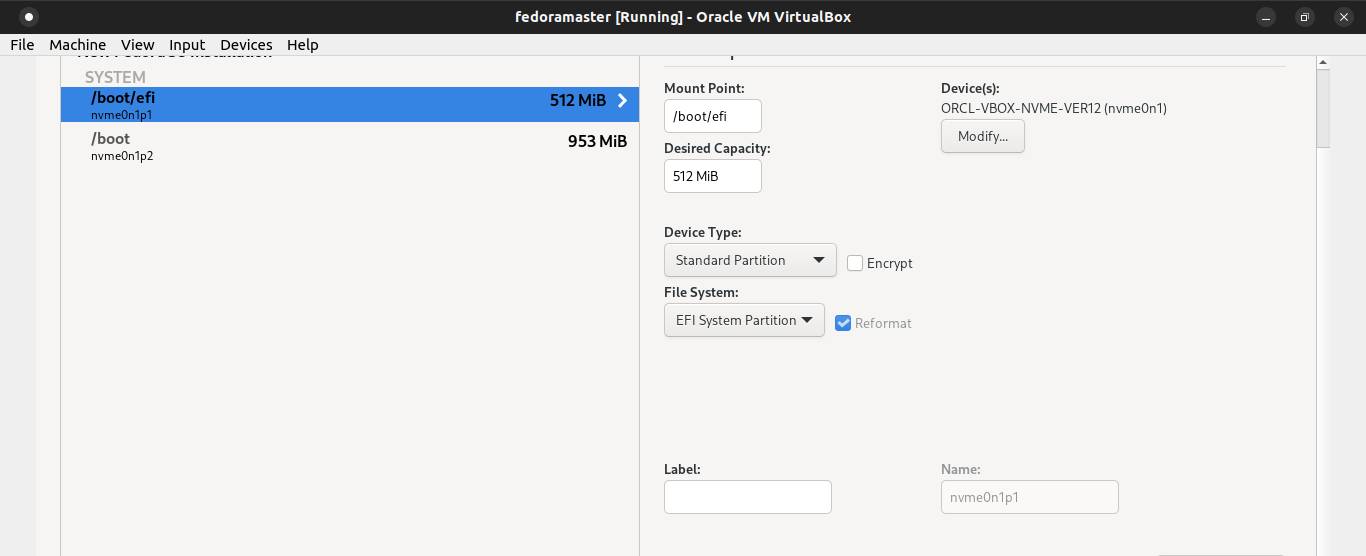 fedoramaster [Running] - Oracle VM VirtualBox
File Machine View Input Devices Help
SYSTEM
/boot/efi
512 MiB
nvme0n1p1
/boot
953 MiB
nvme0n1p2
Mount Point:
/boot/efi
Device(s):
ORCL-VBOX-NVME-VER12 (nvme0n1)
Modify...
Desired Capacity:
512 MiB
Device Type:
Standard Partition
Encrypt
File System:
EFI System Partition
Reformat
Label:
Name:
nvme0n1p1